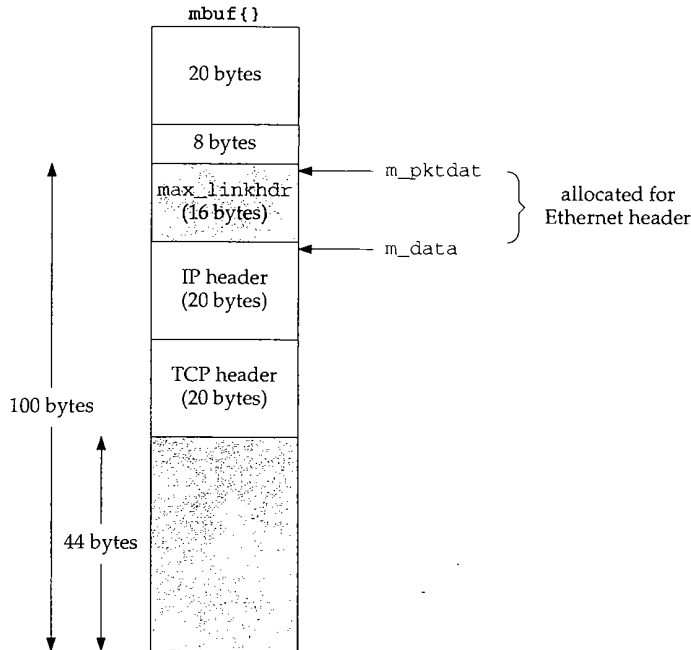 mbuf{}
20 bytes
8 bytes
m_pktdat
max_linkhdr
(16 bytes)
allocated for
Ethernet header
m_data
IP header
(20 bytes)
TCP header
(20 bytes)
100 bytes
44 bytes